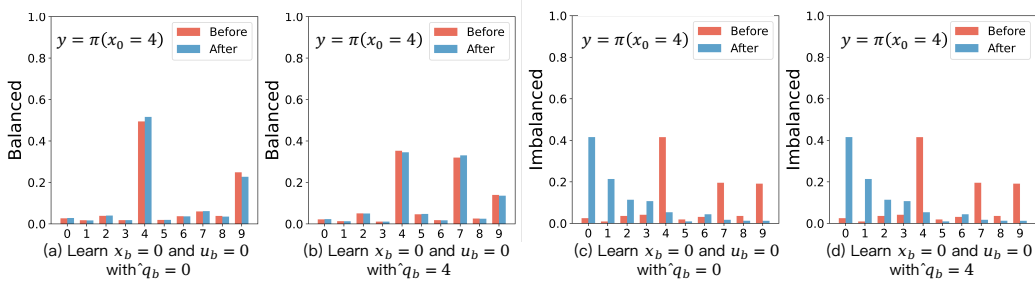 1.0
0.8
0.6
0.4
0.2
0.0
Balanced
y = π(x₀ = 4)
Before
After
0 1 2 3 4 5 6 7 8 9
(a) Learn x_b = 0 and u_b = 0
with ˆq_b = 0
1.0
0.8
0.6
0.4
0.2
0.0
Balanced
y = π(x₀ = 4)
Before
After
0 1 2 3 4 5 6 7 8 9
(b) Learn x_b = 0 and u_b = 0
with ˆq_b = 4
1.0
0.8
0.6
0.4
0.2
0.0
Imbalanced
y = π(x₀ = 4)
Before
After
0 1 2 3 4 5 6 7 8 9
(c) Learn x_b = 0 and u_b = 0
with ˆq_b = 0
1.0
0.8
0.6
0.4
0.2
0.0
Imbalanced
y = π(x₀ = 4)
Before
After
0 1 2 3 4 5 6 7 8 9
(d) Learn x_b = 0 and u_b = 0
with ˆq_b = 4